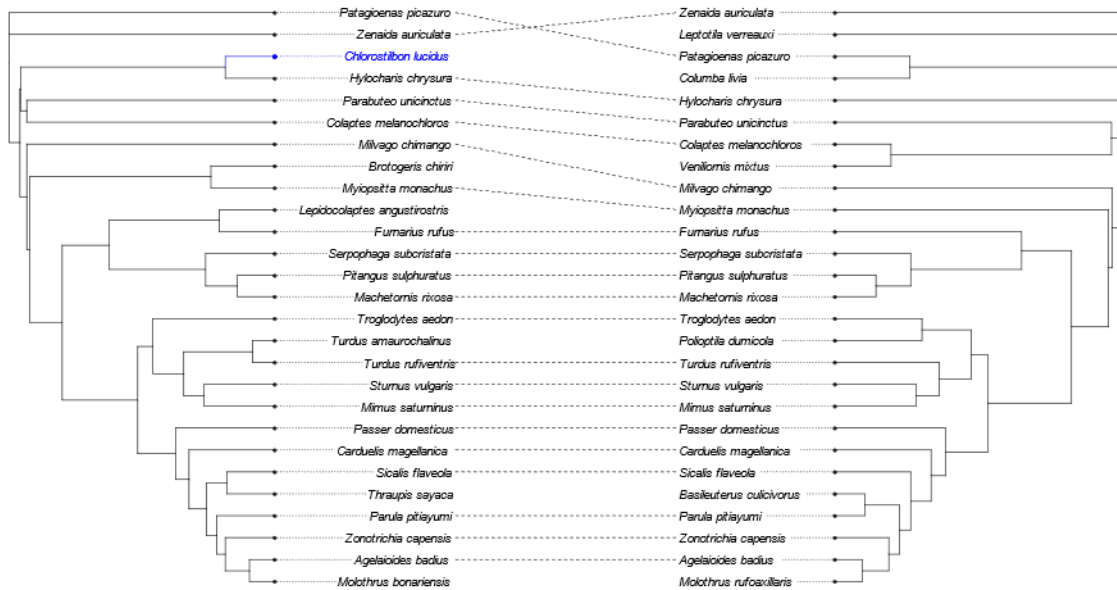 Patagioenas picazuro Zenaida auriculata
Zenaida auriculata Leptotila verreauxi
Chlorostilbon lucidus Patagioenas picazuro
Hylocharis chrysura Columba livia
Parabuteo unicinctus Hylocharis chrysura
Colaptes melanochloros Parabuteo unicinctus
Milvago chimango Colaptes melanochloros
Brotogeris chiriri Veniliornis mixtus
Myiopsitta monachus Milvago chimango
Lepidocolaptes angustirostris Myiopsitta monachus
Furnarius rufus Furnarius rufus
Serpophaga subcristata Serpophaga subcristata
Pitangus sulphuratus Pitangus sulphuratus
Machetornis rixosa Machetornis rixosa
Troglodytes aedon Troglodytes aedon
Turdus amaurochalinus Polioptila dumicola
Turdus rufiventris Turdus rufiventris
Sturnus vulgaris Sturnus vulgaris
Mimus saturninus Mimus saturninus
Passer domesticus Passer domesticus
Carduelis magellanica Carduelis magellanica
Sicalis flaveola Sicalis flaveola
Thraupis sayaca Basileuterus culicivorus
Parula pitiayumi Parula pitiayumi
Zonotrichia capensis Zonotrichia capensis
Agelaioides badius Agelaioides badius
Molothrus bonariensis Molothrus rufoaxillaris